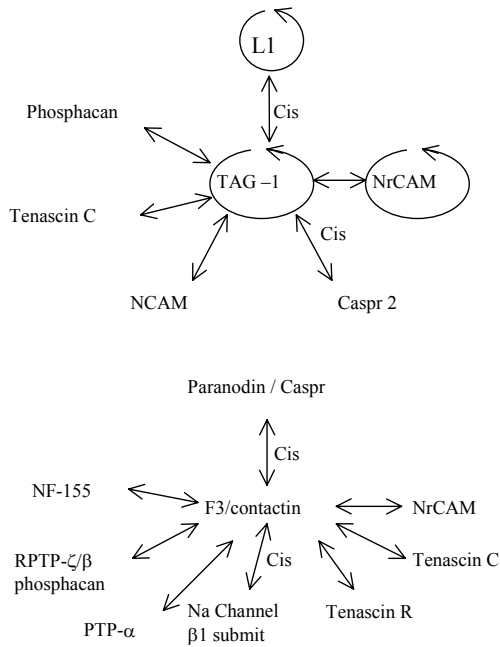 L1
Cis
Phosphacan
TAG –1
NrCAM
Tenascin C
Cis
NCAM
Caspr 2
Paranodin / Caspr
Cis
NF-155
F3/contactin
NrCAM
RPTP-ζ/β
phosphacan
Cis
Tenascin C
PTP-α
Na Channel
β1 submit
Tenascin R